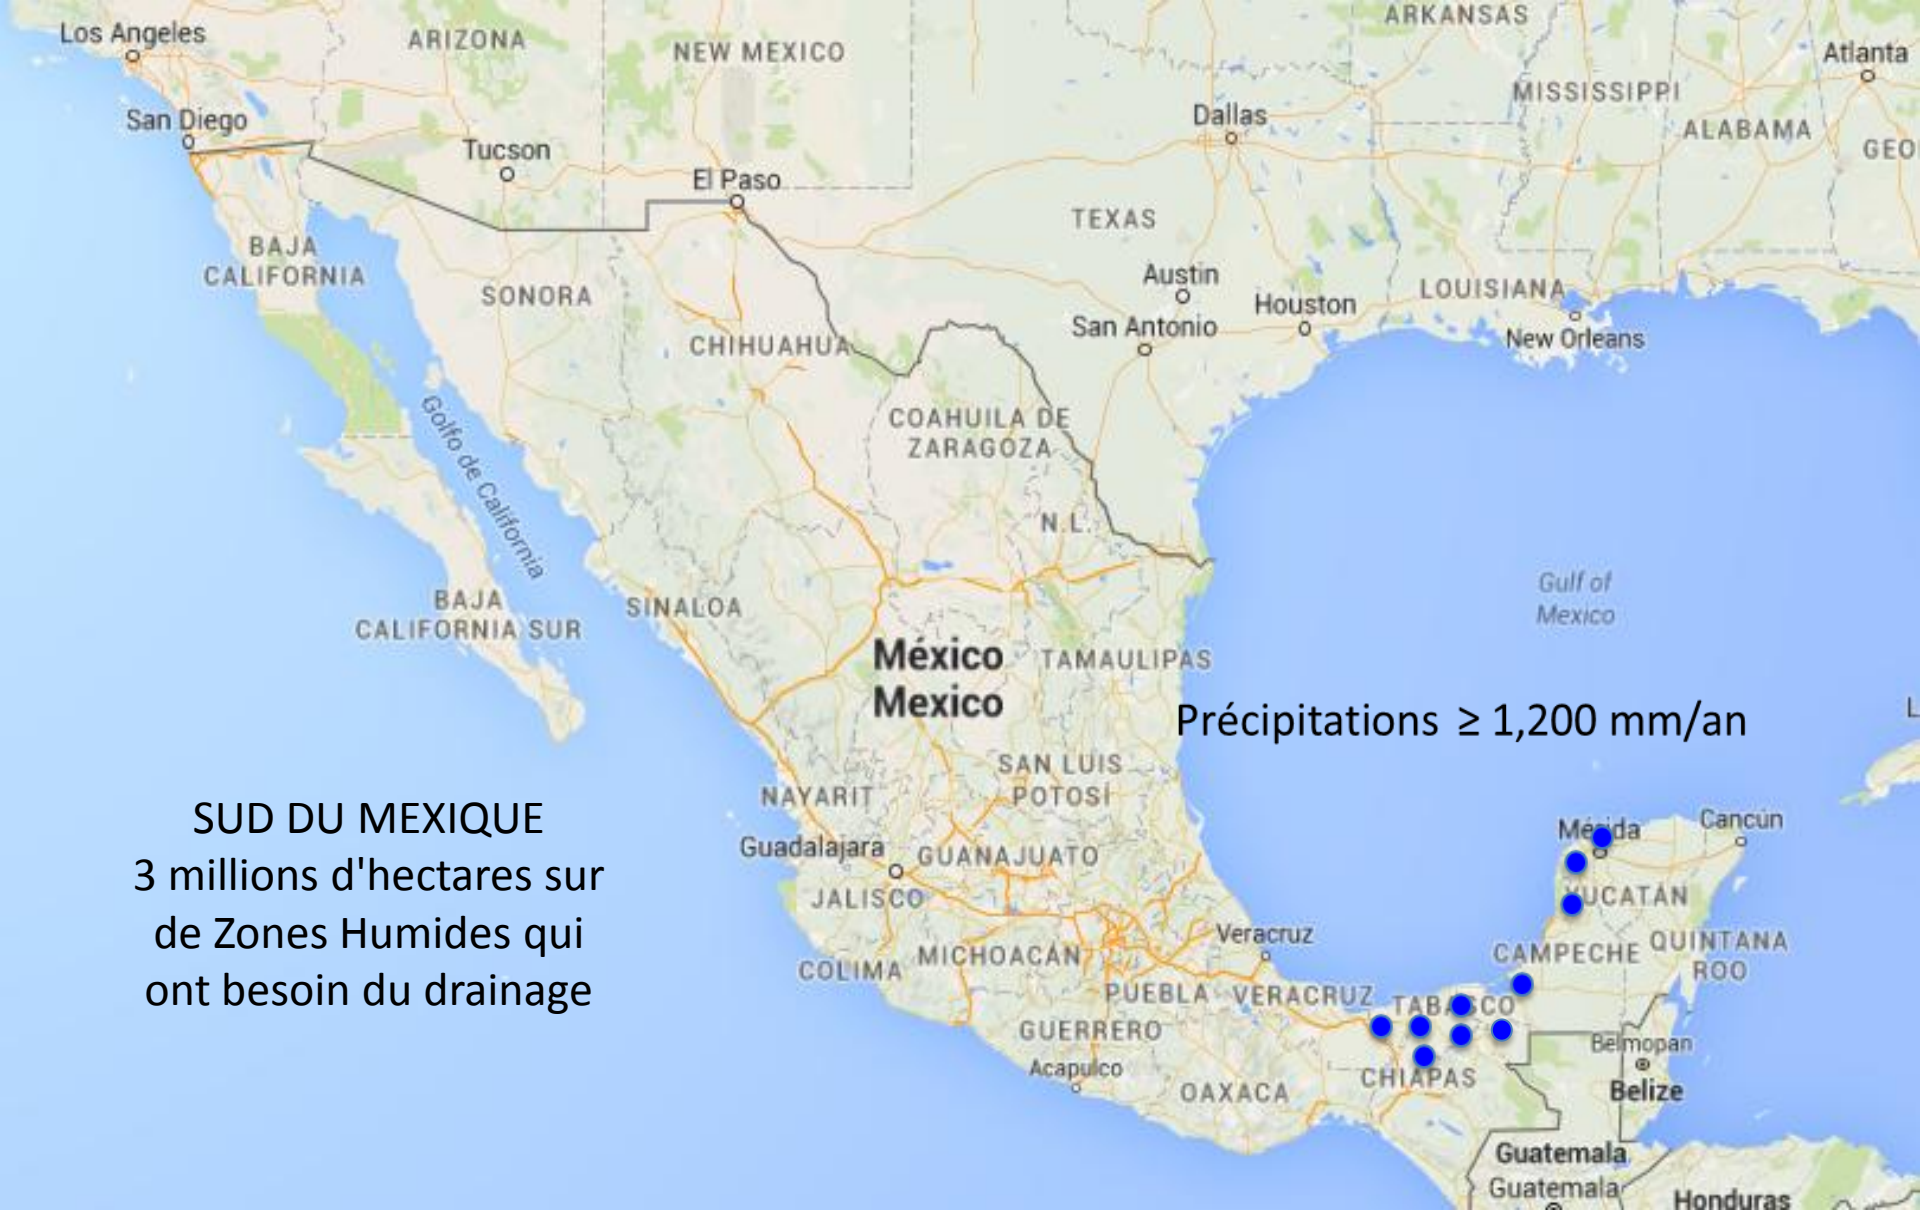 ARKANSAS
Los Angeles
ARIZONA
NEW MEXICO
Atlanta
MISSISSIPPI
San Diego
Dallas
ALABAMA
Tucson
GEO
El Paso
TEXAS
BAJA
CALIFORNIA
SONORA
Austin
Houston
LOUISIANA
San Antonio
New Orleans
CHIHUAHUA
COAHUILA DE
ZARAGOZA
Golfo de California
N.L.
Gulf of
Mexico
BAJA
CALIFORNIA SUR
SINALOA
México
Mexico
TAMAULIPAS
Précipitations ≥ 1,200 mm/an
L
SAN LUIS
POTOSÍ
NAYARIT
SUD DU MEXIQUE
3 millions d'hectares sur
de Zones Humides qui
ont besoin du drainage
Mérida
Cancún
Guadalajara
GUANAJUATO
JALISCO
YUCATÁN
Veracruz
MICHOACÁN
COLIMA
CAMPECHE
QUINTANA
ROO
PUEBLA
VERACRUZ
TABASCO
GUERRERO
Belmopan
Acapulco
CHIAPAS
OAXACA
Belize
Guatemala
Guatemala
Honduras